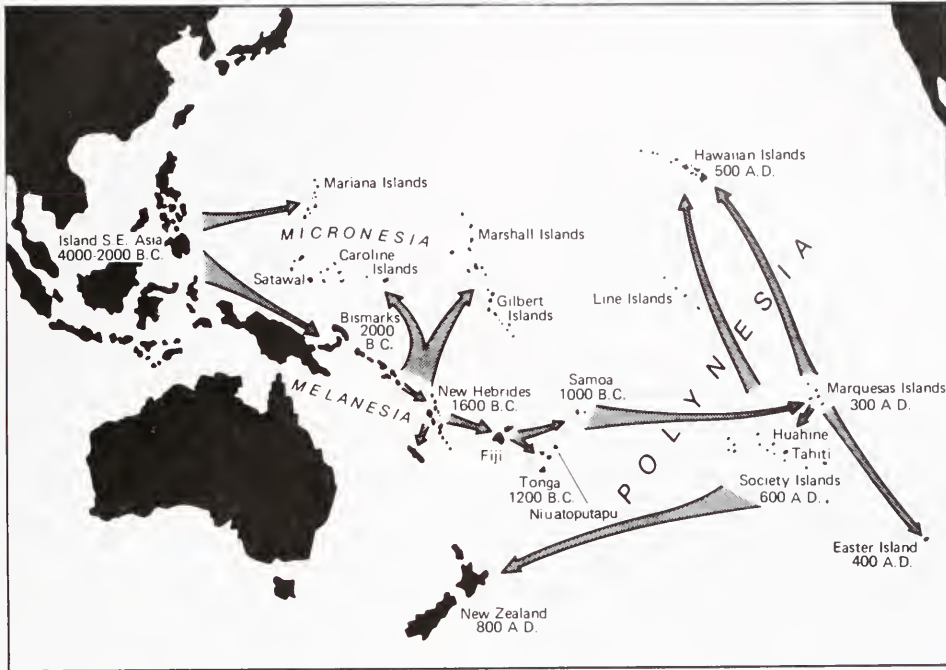 Hawaiian Islands
500 A.D.
Mariana Islands
MICRONESIA
Marshall Islands
Island S.E. Asia
4000-2000 B.C.
Caroline
Islands
Satawal
Gilbert
Islands
Line Islands
Bismarks
2000
B.C.
POLYNESIA
MELANESIA
New Hebrides
1600 B.C.
Samoa
1000 B.C.
Marquesas Islands
300 A.D.
Huahine
Tahiti
Fiji
Tonga
1200 B.C.
Niuatoputapu
Society Islands
600 A.D.
Easter Island
400 A.D.
New Zealand
800 A D.